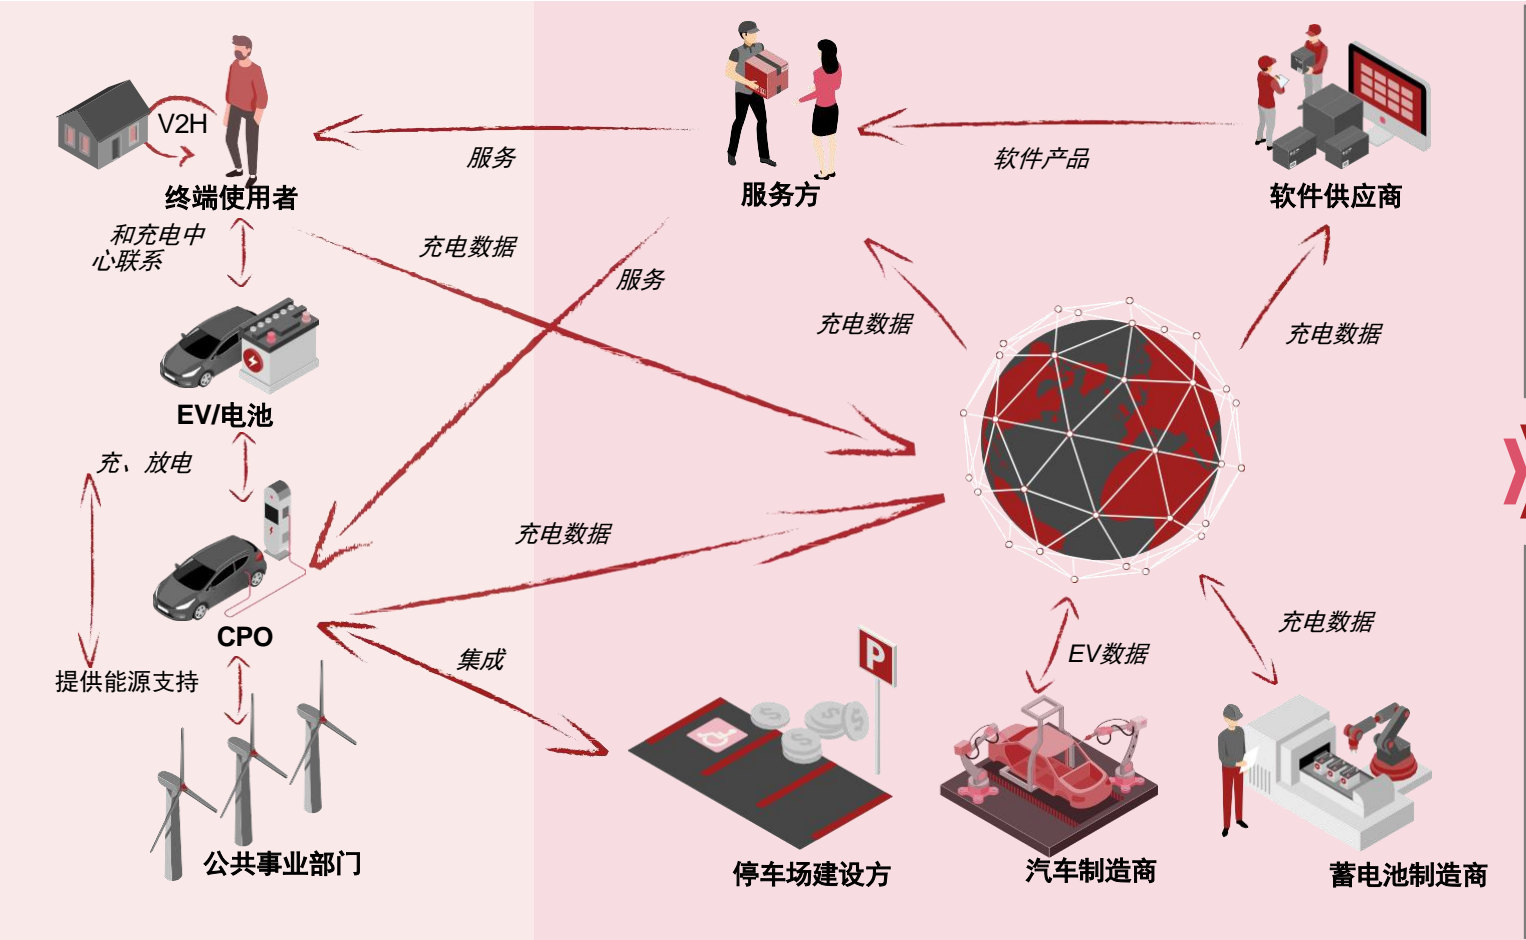 V2H
终端使用者
服务
服务方
软件产品
软件供应商
和充电中
心联系
充电数据
服务
充电数据
充电数据
EV/电池
充、放电
充电数据
CPO
集成
提供能源支持
P
EV数据
充电数据
公共事业部门
停车场建设方
汽车制造商
蓄电池制造商